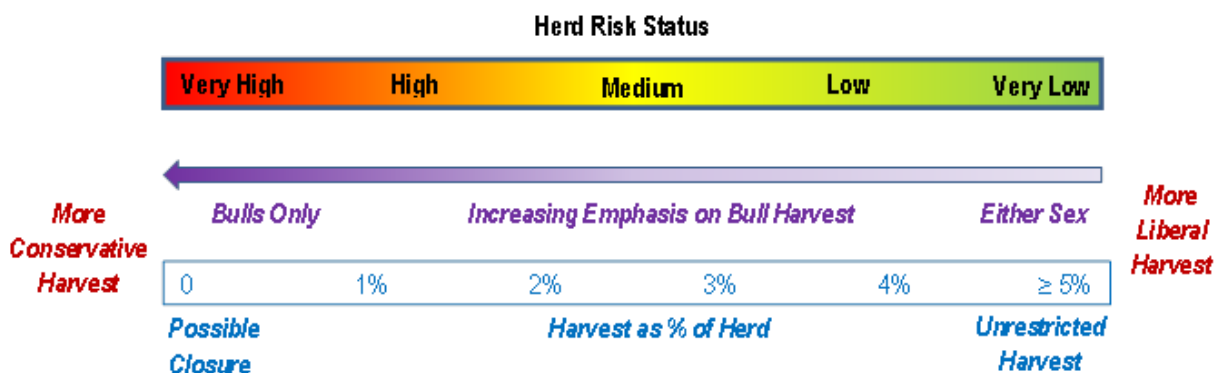 Herd Risk Status
Very High High Medium Low Very Low
Bulls Only Increasing Emphasis on Bull Harvest Either Sex
More
Conservative
Harvest
More
Liberal
Harvest
0 1% 2% 3% 4% ≥ 5%
Possible
Closure
Harvest as % of Herd
Unrestricted
Harvest